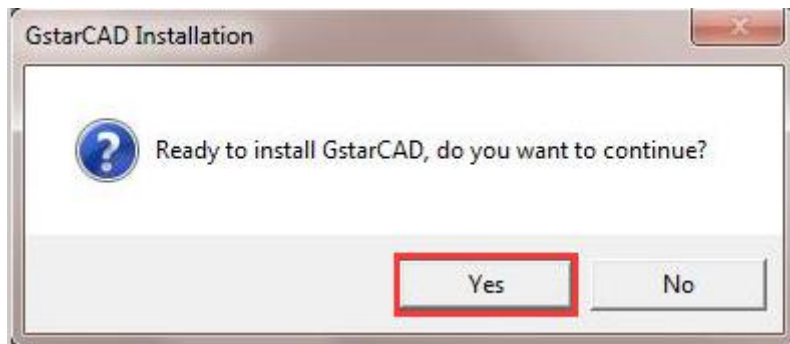 GstarCAD Installation
Ready to install GstarCAD, do you want to continue?
Yes
No